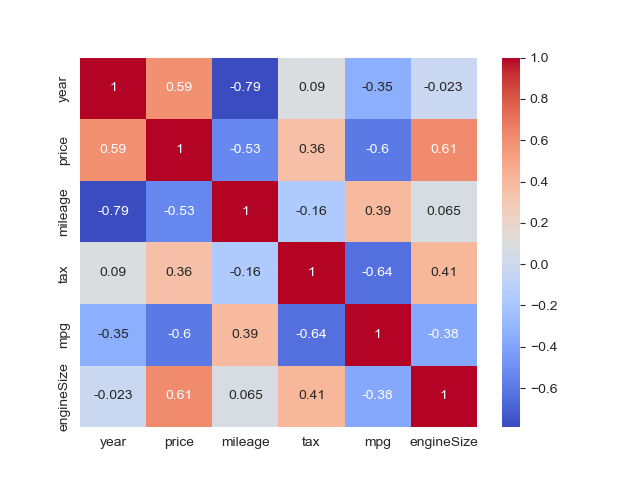 year 1 0.59 -0.79 0.09 -0.35 -0.023
price 0.59 1 -0.53 0.36 -0.6 0.61
mileage -0.79 -0.53 1 -0.16 0.39 0.065
tax 0.09 0.36 -0.16 1 -0.64 0.41
mpg -0.35 -0.6 0.39 -0.64 1 -0.38
engineSize -0.023 0.61 0.065 0.41 -0.38 1
year price mileage tax mpg engineSize
1.0
0.8
0.6
0.4
0.2
0.0
−0.2
−0.4
−0.6